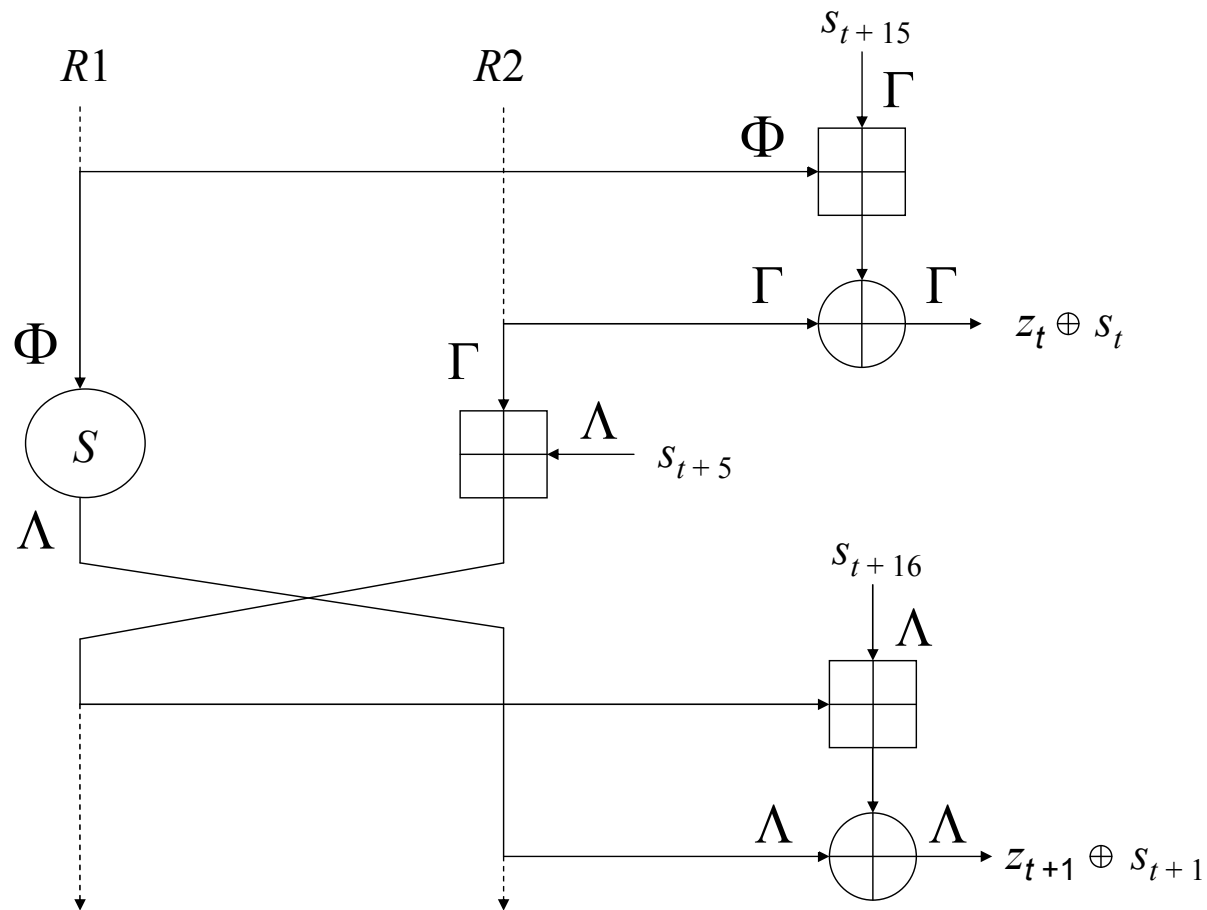 s_{t+15}
R1 R2
Γ
Φ
Γ Γ
z_t ⊕ s_t
Φ
Γ
Λ
S
s_{t+5}
Λ
s_{t+16}
Λ
Λ Λ
z_{t+1} ⊕ s_{t+1}